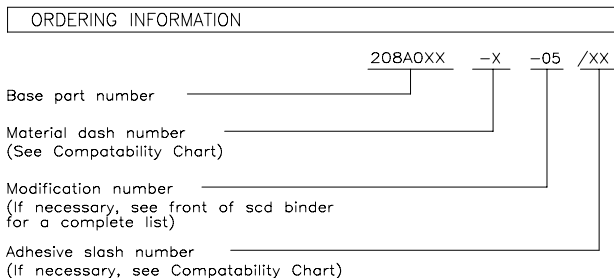 ORDERING INFORMATION
208A0XX -X -05 /XX
Base part number
Material dash number
(See Compatability Chart)
Modification number
(If necessary, see front of scd binder
for a complete list)
Adhesive slash number
(If necessary, see Compatability Chart)